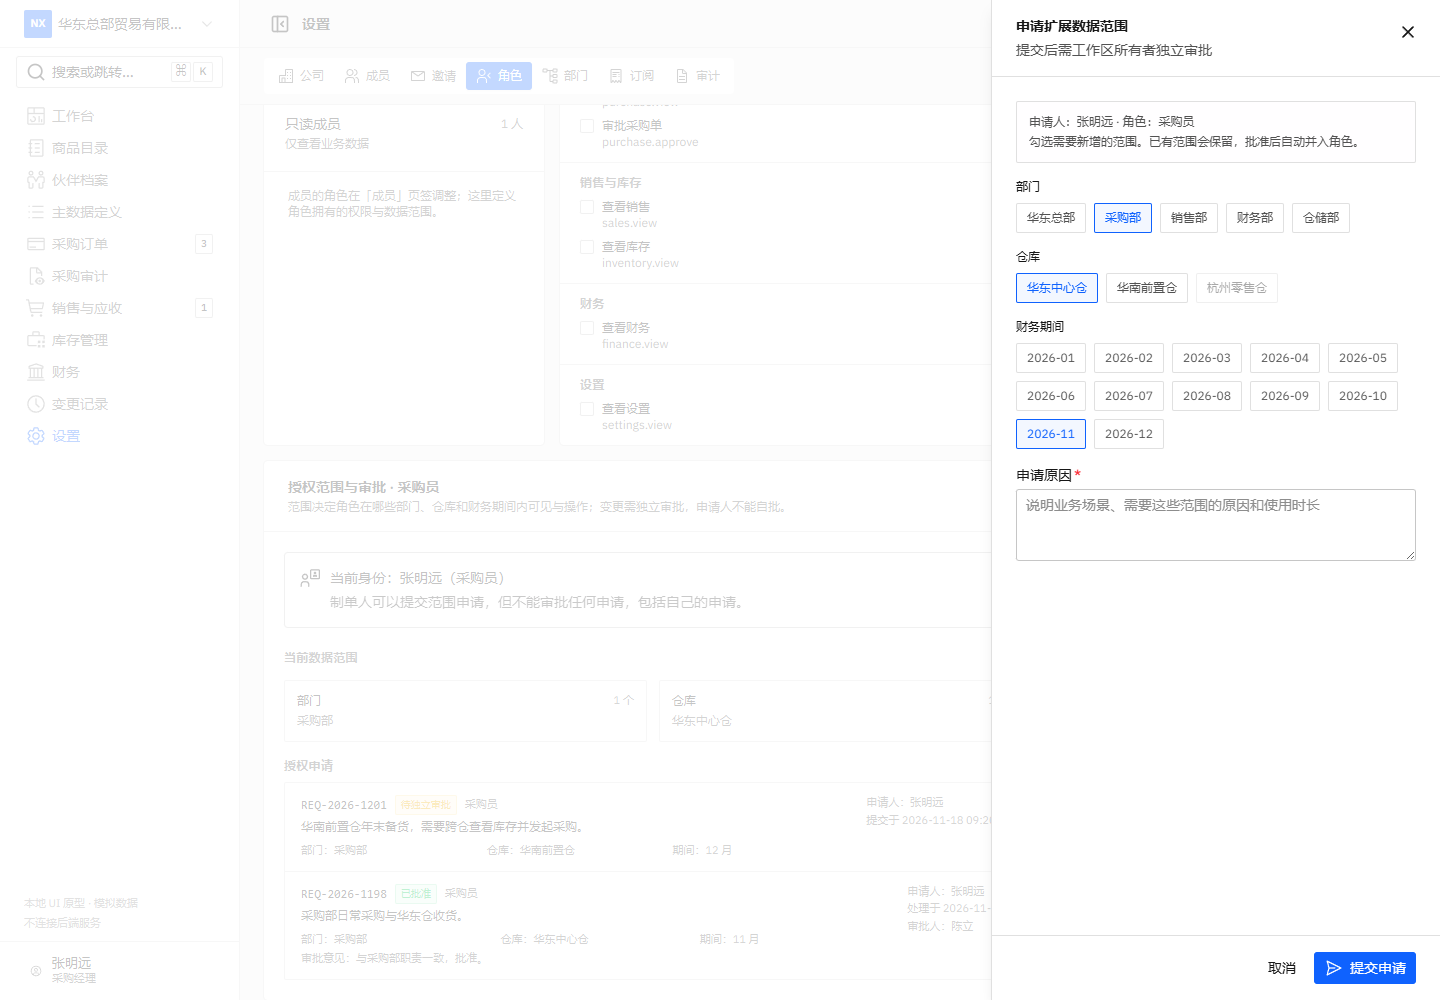 NX 华东总部贸易有限...
搜索或跳转... ⌘ K
工作台
商品目录
伙伴档案
主数据定义
采购订单 3
采购审计
销售与应收 1
库存管理
财务
变更记录
设置
本地 UI 原型 · 模拟数据
不连接后端服务
张明远
采购经理
设置
公司 成员 邀请 角色 部门 订阅 审计
只读成员 1 人
仅查看业务数据
成员的角色在「成员」页签调整；这里定义
角色拥有的权限与数据范围。
审批采购单
purchase.approve
销售与库存
查看销售
sales.view
查看库存
inventory.view
财务
查看财务
finance.view
设置
查看设置
settings.view
授权范围与审批 · 采购员
范围决定角色在哪些部门、仓库和财务期间内可见与操作；变更需独立审批，申请人不能自批。
当前身份：张明远（采购员）
制单人可以提交范围申请，但不能审批任何申请，包括自己的申请。
当前数据范围
部门 1 个
采购部
仓库
华东中心仓
授权申请
REQ-2026-1201 待独立审批 采购员
华南前置仓年末备货，需要跨仓查看库存并发起采购。
部门：采购部 仓库：华南前置仓 期间：12 月
申请人：张明远
提交于 2026-11-18 09:20
REQ-2026-1198 已批准 采购员
采购部日常采购与华东仓收货。
部门：采购部 仓库：华东中心仓 期间：11 月
审批意见：与采购部职责一致，批准。
申请人：张明远
处理于 2026-11-
审批人：陈立
申请扩展数据范围
提交后需工作区所有者独立审批
申请人：张明远 · 角色：采购员
勾选需要新增的范围。已有范围会保留，批准后自动并入角色。
部门
华东总部 采购部 销售部 财务部 仓储部
仓库
华东中心仓 华南前置仓 杭州零售仓
财务期间
2026-01 2026-02 2026-03 2026-04 2026-05
2026-06 2026-07 2026-08 2026-09 2026-10
2026-11 2026-12
申请原因 *
说明业务场景、需要这些范围的原因和使用时长
取消 提交申请